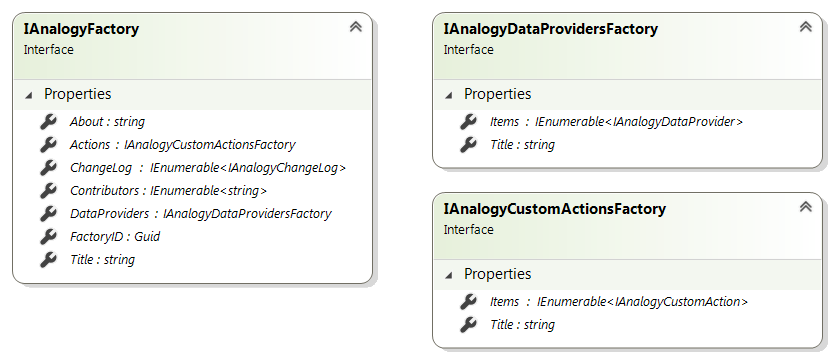 IAnalogyFactory
Interface
Properties
About : string
Actions : IAnalogyCustomActionsFactory
ChangeLog : IEnumerable<IAnalogyChangeLog>
Contributors : IEnumerable<string>
DataProviders : IAnalogyDataProvidersFactory
FactoryID : Guid
Title : string
IAnalogyDataProvidersFactory
Interface
Properties
Items : IEnumerable<IAnalogyDataProvider>
Title : string
IAnalogyCustomActionsFactory
Interface
Properties
Items : IEnumerable<IAnalogyCustomAction>
Title : string